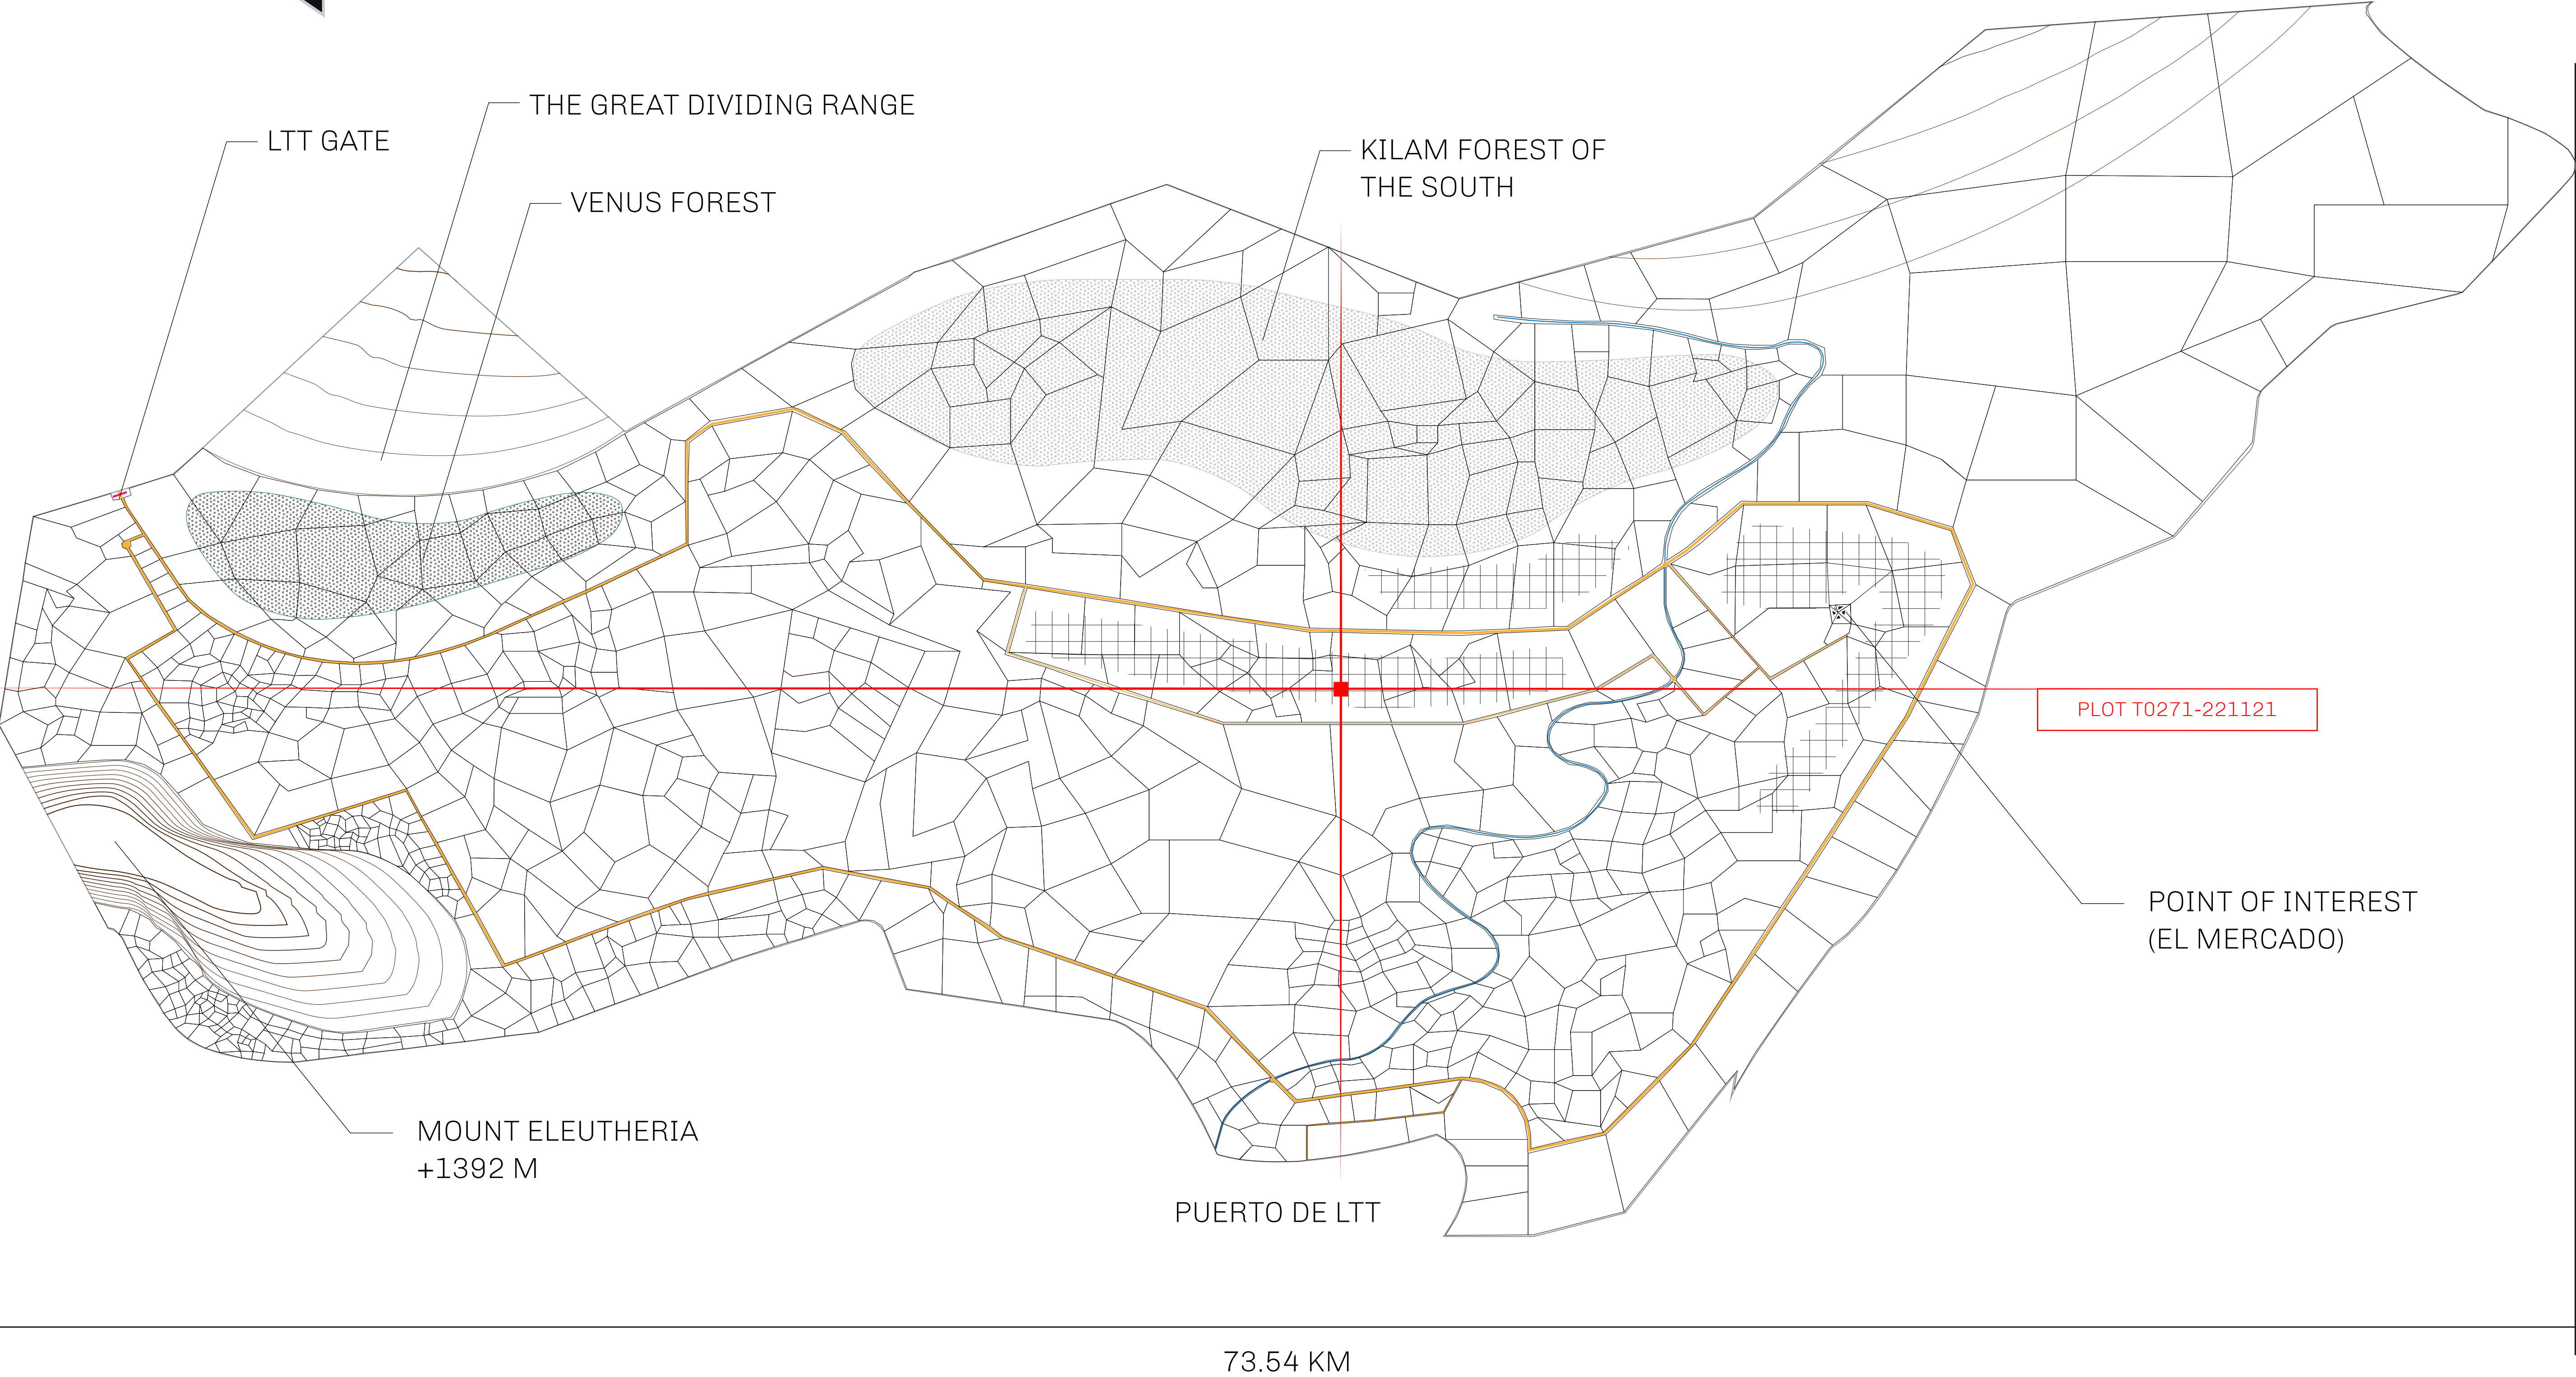 THE GREAT DIVIDING RANGE
LTT GATE
VENUS FOREST
KILAM FOREST OF
THE SOUTH
PLOT T0271-221121
POINT OF INTEREST
(EL MERCADO)
MOUNT ELEUTHERIA
+1392 M
PUERTO DE LTT
73.54 KM